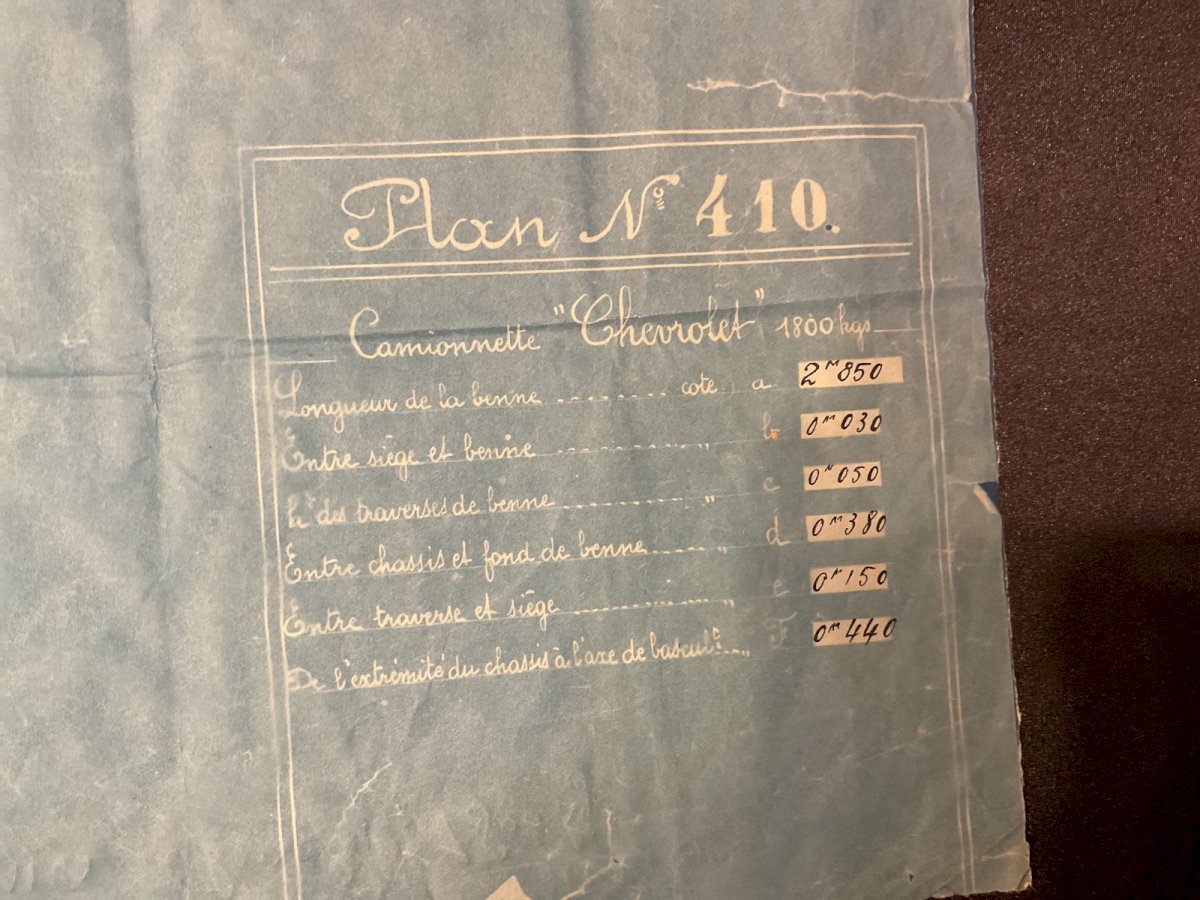 Plan N° 410.
Camionnette "Chevrolet" 1800 kgs
Longueur de la benne ........ cote a 2ᵐ850
Entre siège et benne ........ „ b 0ᵐ030
hʳ des traverses de benne ........ „ c 0ᵐ050
Entre chassis et fond de benne ...... „ d 0ᵐ380
Entre traverse et siège ........ „ e 0ᵐ150
De l'extrémité du chassis à l'axe de basculᵗ .... „ F 0ᵐ440